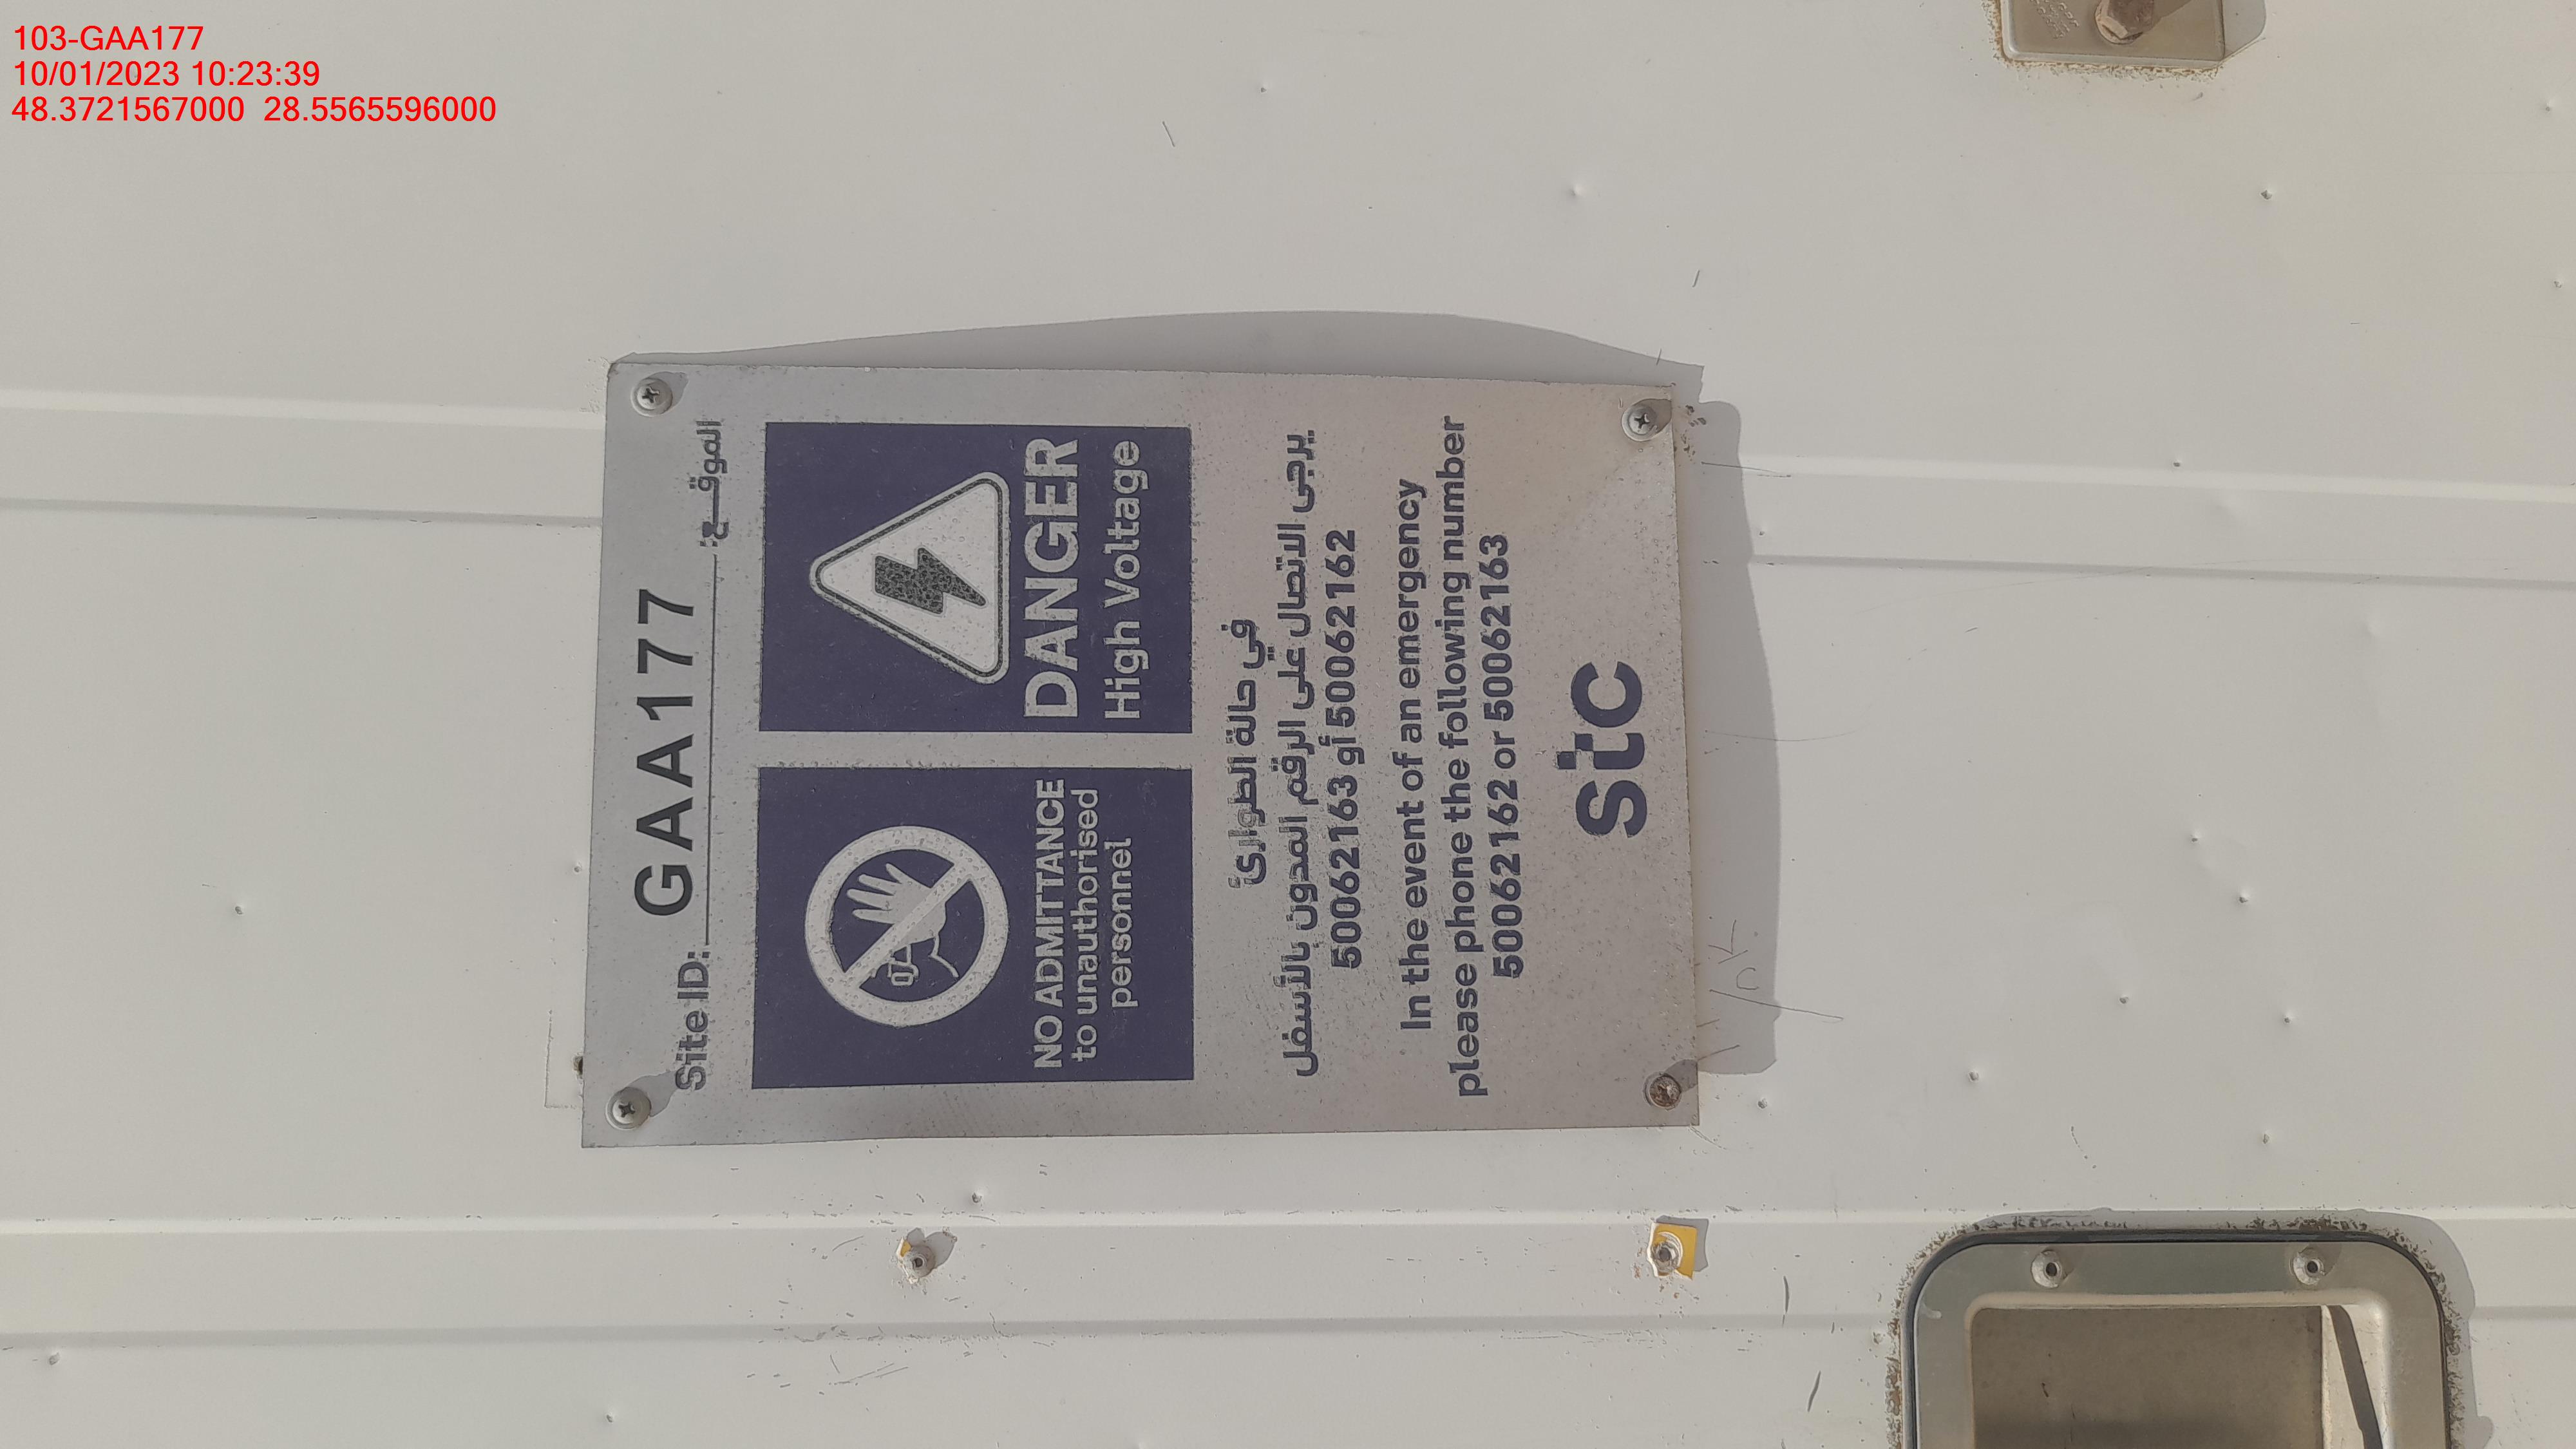 103-GAA177
10/01/2023 10:23:39
48.3721567000 28.5565596000
Site ID: GAA177 الموقع:
NO ADMITTANCE
to unauthorised
personnel
DANGER
High Voltage
في حالة الطوارئ
يرجى الاتصال على الرقم المدون بالأسفل
50062163 أو 50062162
In the event of an emergency
please phone the following number
50062162 or 50062163
stc